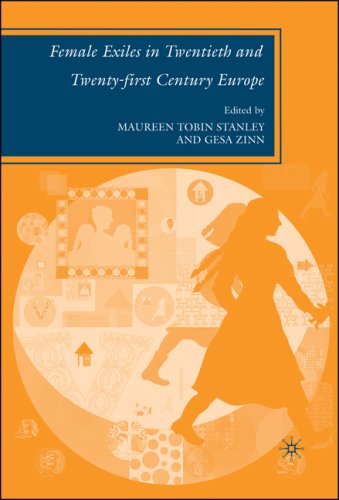 Female Exiles in Twentieth and
Twenty-first Century Europe
Edited by
MAUREEN TOBIN STANLEY
AND GESA ZINN